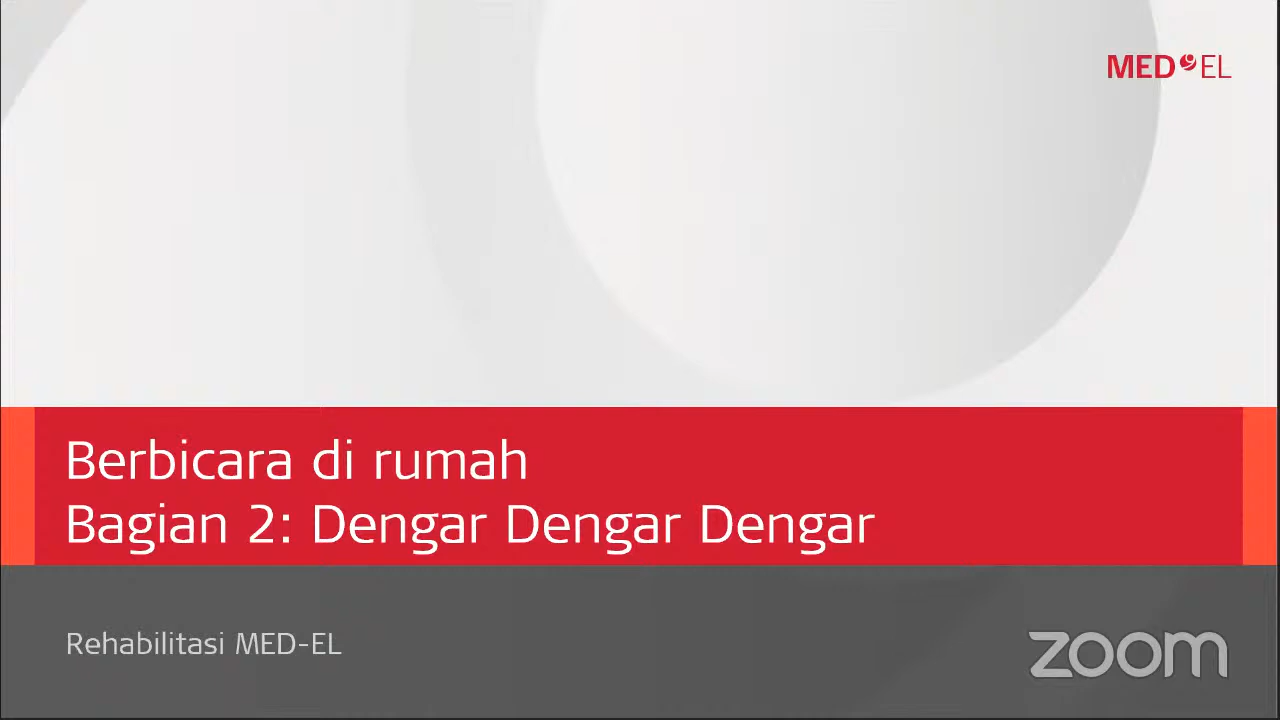 MED EL
Berbicara di rumah
Bagian 2: Dengar Dengar Dengar
Rehabilitasi MED-EL
zoom